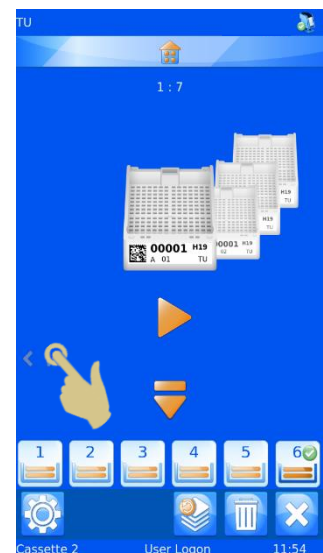 TU
1 : 7
00001 H19
A 01 TU
H19
TU
H19
TU
0001 H19
02 TU
1 2 3 4 5 6
Cassette 2 User Logon 11:54